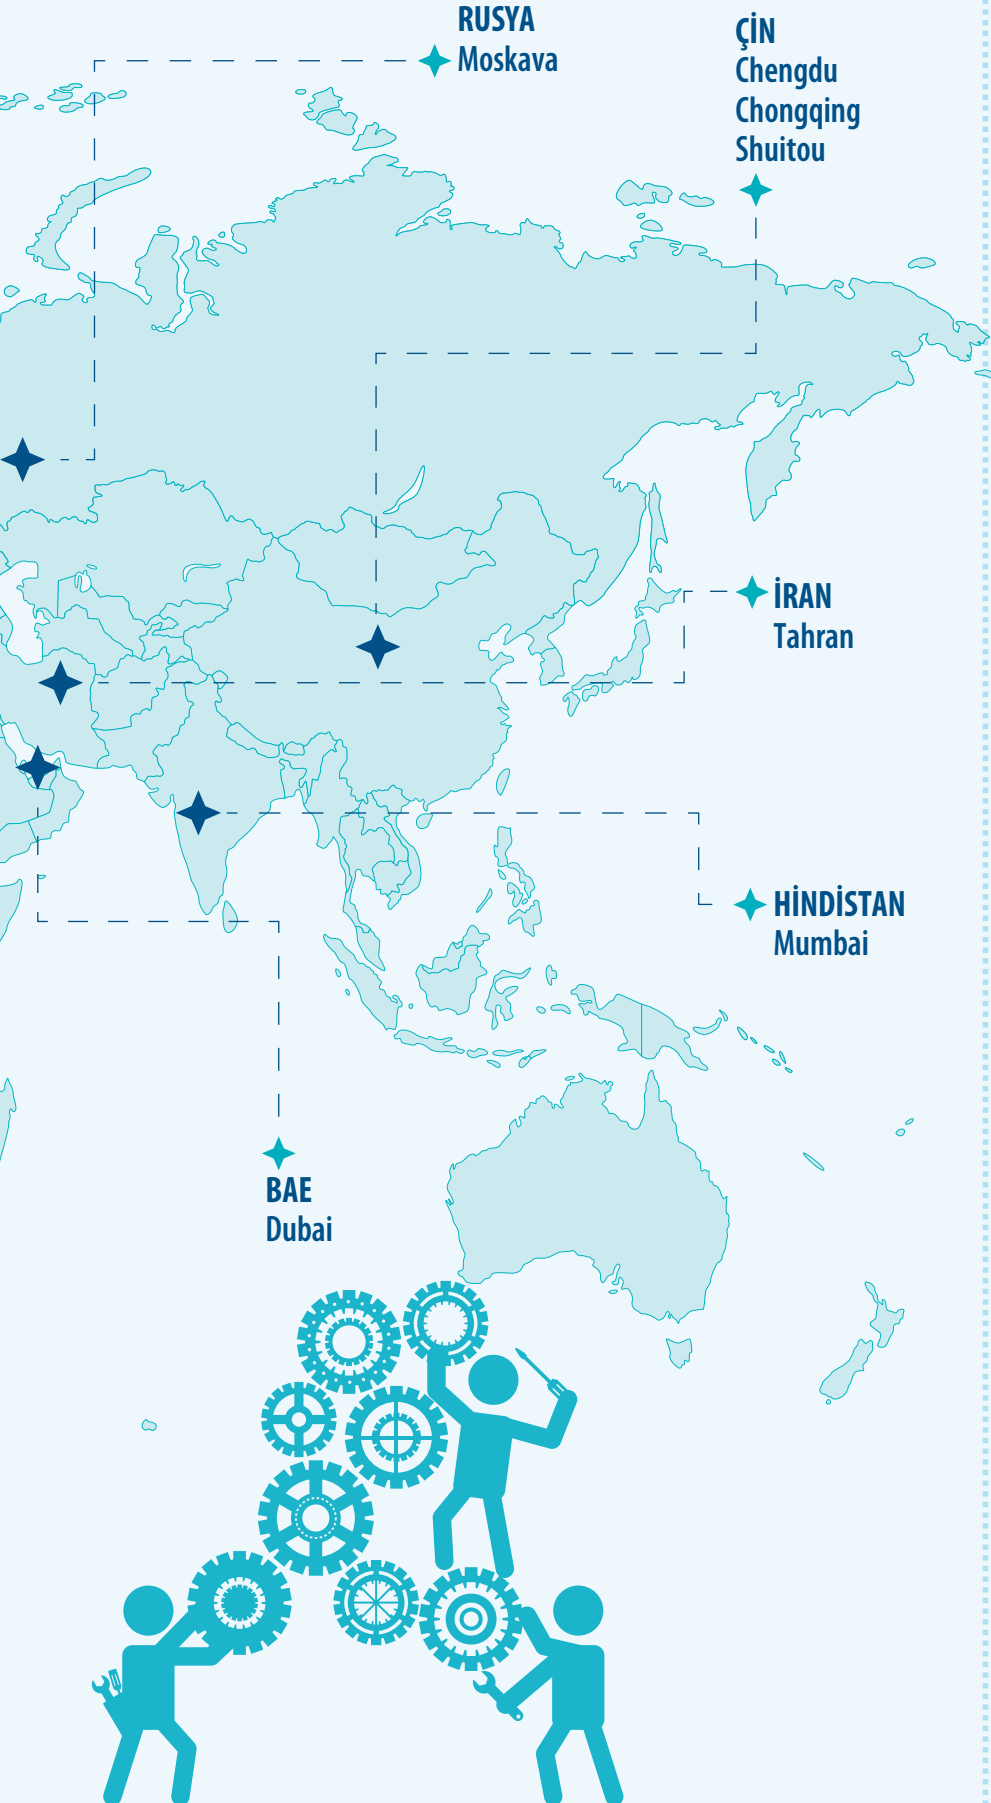 RUSYA
Moskava
ÇİN
Chengdu
Chongqing
Shuitou
İRAN
Tahran
HİNDİSTAN
Mumbai
BAE
Dubai